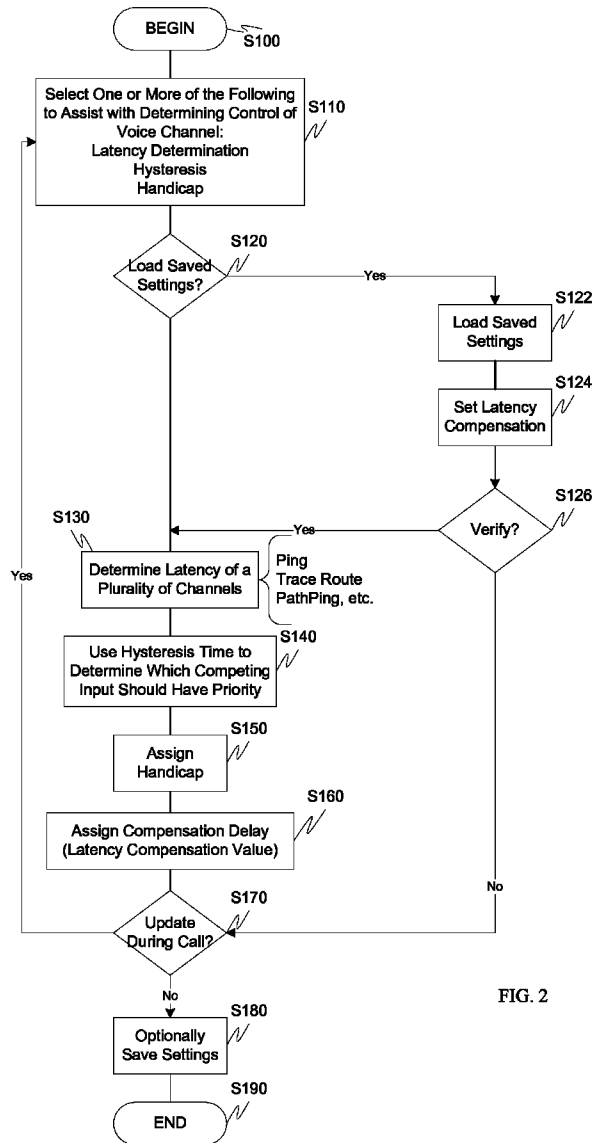 BEGIN
S100
Select One or More of the Following
to Assist with Determining Control of
Voice Channel:
Latency Determination
Hysteresis
Handicap
S110
S120
Load Saved
Settings?
Yes
S122
Load Saved
Settings
S124
Set Latency
Compensation
S126
Verify?
Yes
S130
Determine Latency of a
Plurality of Channels
Ping
Trace Route
PathPing, etc.
Yes
S140
Use Hysteresis Time to
Determine Which Competing
Input Should Have Priority
S150
Assign
Handicap
S160
Assign Compensation Delay
(Latency Compensation Value)
No
S170
Update
During Call?
No
FIG. 2
S180
Optionally
Save Settings
S190
END